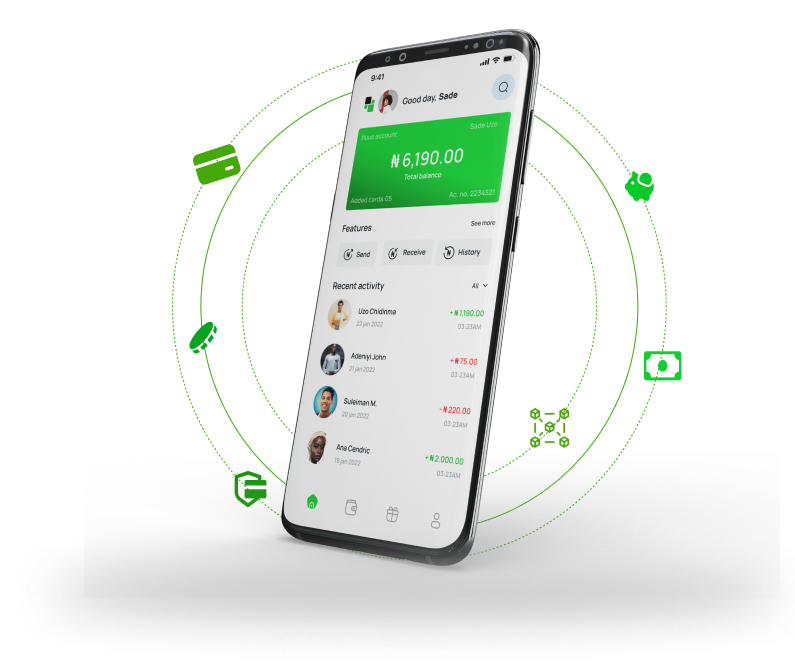 9:41
Good day, Sade
account
Sade Uzo
₦ 6,190.00
Total balance
Added cards 05
Ac. no. 2234521
Features
See more
Send
Receive
History
Recent activity
All
Uzo Chidinma
+ ₦ 1,190.00
23 jan 2022
03:23AM
Adeniyi John
+ ₦ 75.00
21 jan 2022
03:23AM
Suleiman M.
- ₦ 220.00
20 jan 2022
03:23AM
Ana Cendric
+ ₦ 2,000.00
19 jan 2022
03:23AM